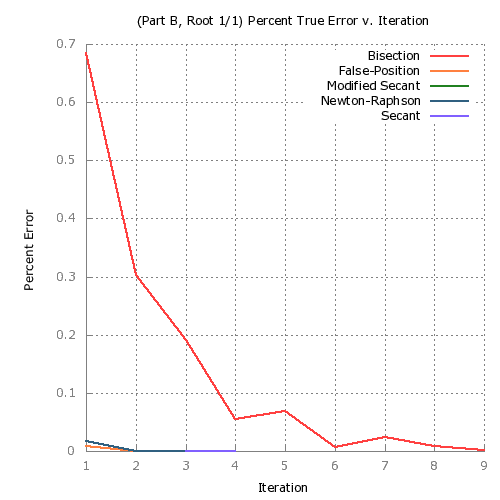 (Part B, Root 1/1) Percent True Error v. Iteration
0.7
0.6
0.5
0.4
0.3
0.2
0.1
0
Percent Error
Bisection
False-Position
Modified Secant
Newton-Raphson
Secant
1 2 3 4 5 6 7 8 9
Iteration